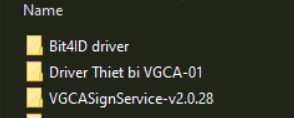 Name
Bit4ID driver
Driver Thiet bi VGCA-01
VGCASignService-v2.0.28